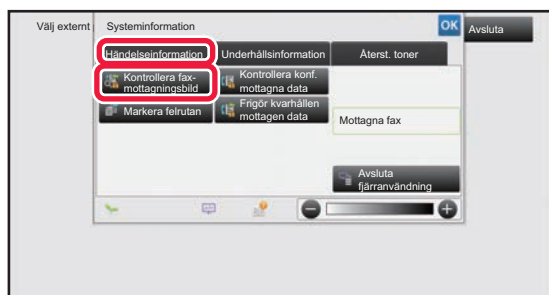 Välj externt
Systeminformation
OK
Avsluta
Händelseinformation
Underhållsinformation
Återst. toner
Kontrollera fax-
mottagningsbild
Kontrollera konf.
mottagna data
Markera felrutan
Frigör kvarhållen
mottagen data
Mottagna fax
Avsluta
fjärranvändning